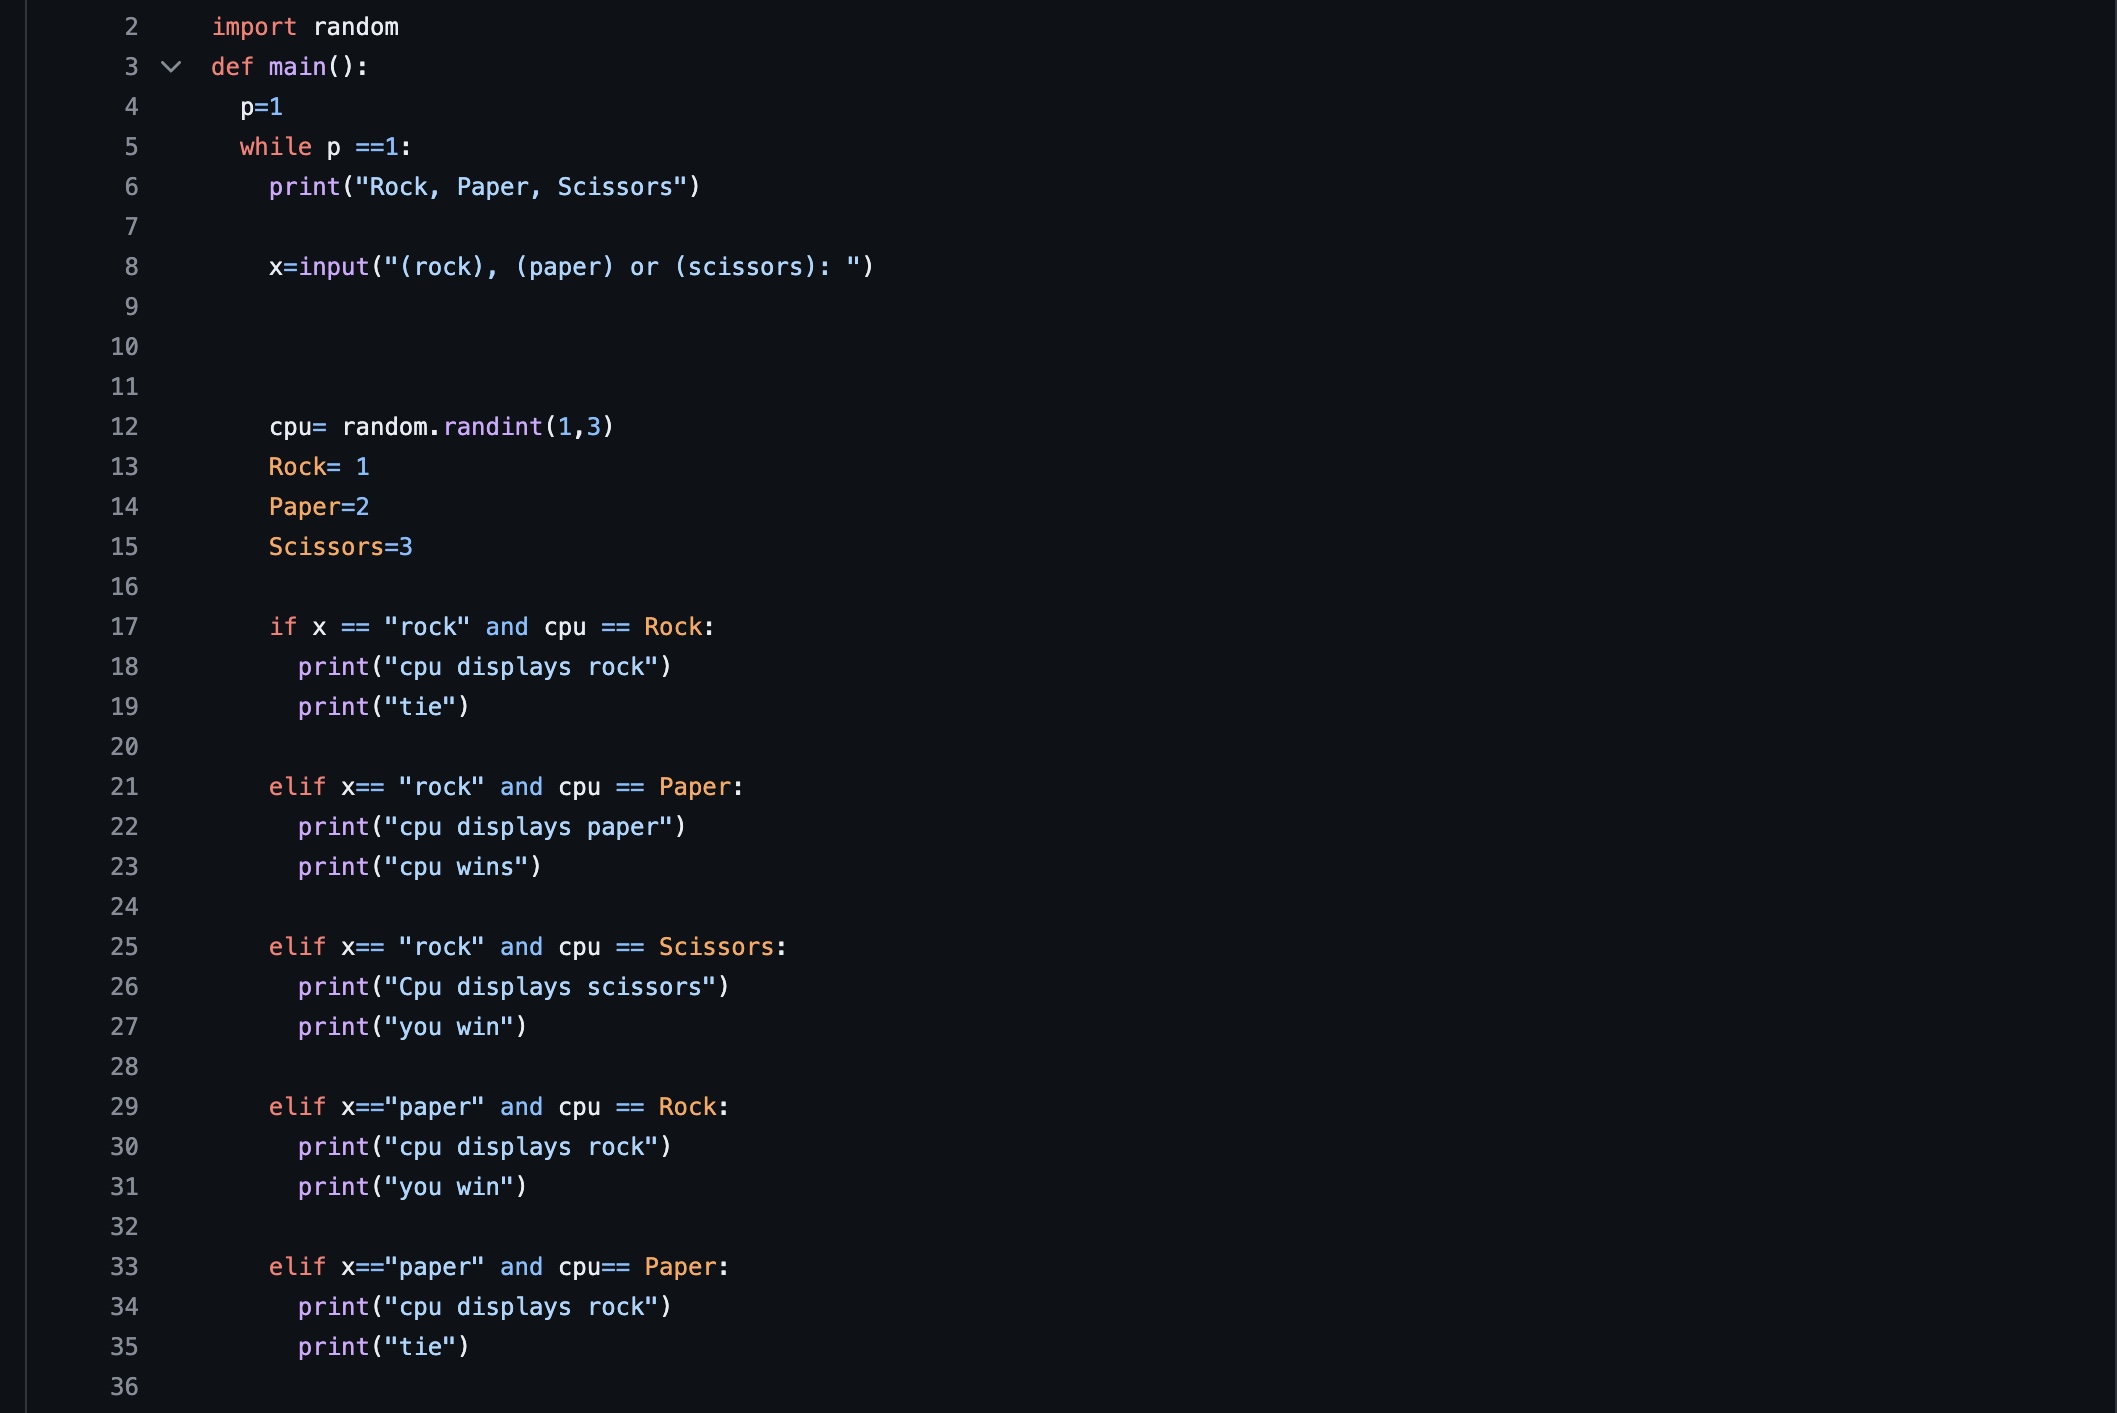 2 import random
3 def main():
4 p=1
5 while p ==1:
6 print("Rock, Paper, Scissors")
7
8 x=input("(rock), (paper) or (scissors): ")
9
10
11
12 cpu= random.randint(1,3)
13 Rock= 1
14 Paper=2
15 Scissors=3
16
17 if x == "rock" and cpu == Rock:
18 print("cpu displays rock")
19 print("tie")
20
21 elif x== "rock" and cpu == Paper:
22 print("cpu displays paper")
23 print("cpu wins")
24
25 elif x== "rock" and cpu == Scissors:
26 print("Cpu displays scissors")
27 print("you win")
28
29 elif x=="paper" and cpu == Rock:
30 print("cpu displays rock")
31 print("you win")
32
33 elif x=="paper" and cpu== Paper:
34 print("cpu displays rock")
35 print("tie")
36